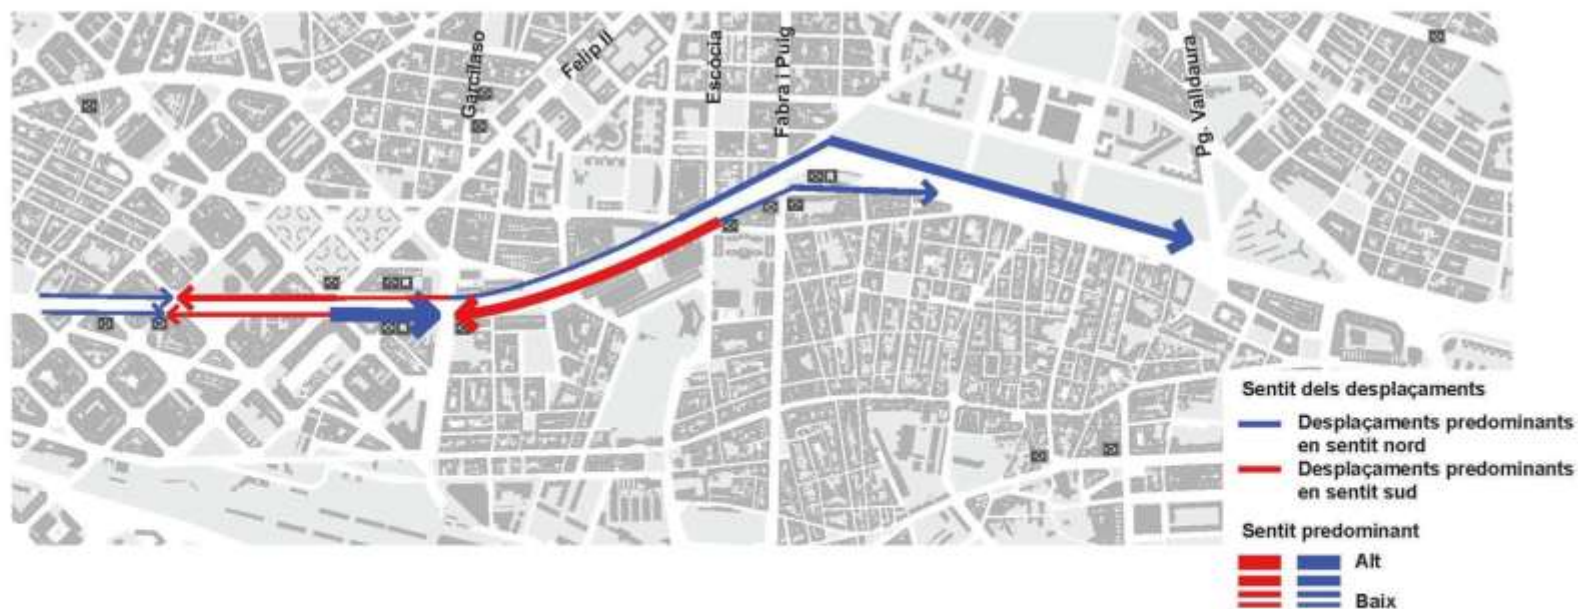 Garcilaso
Felip II
Escòcia
Fabra i Puig
Pg. Valldaura
Sentit dels desplaçaments
Desplaçaments predominants
en sentit nord
Desplaçaments predominants
en sentit sud
Sentit predominant
Alt
Baix